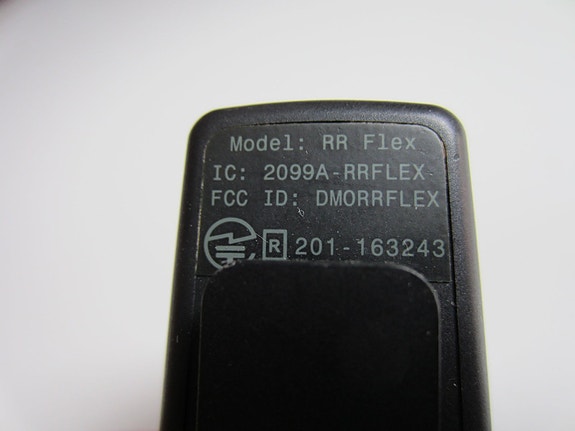 Model: RR Flex
IC: 2099A-RRFLEX
FCC ID: DMORRFLEX
R 201-163243